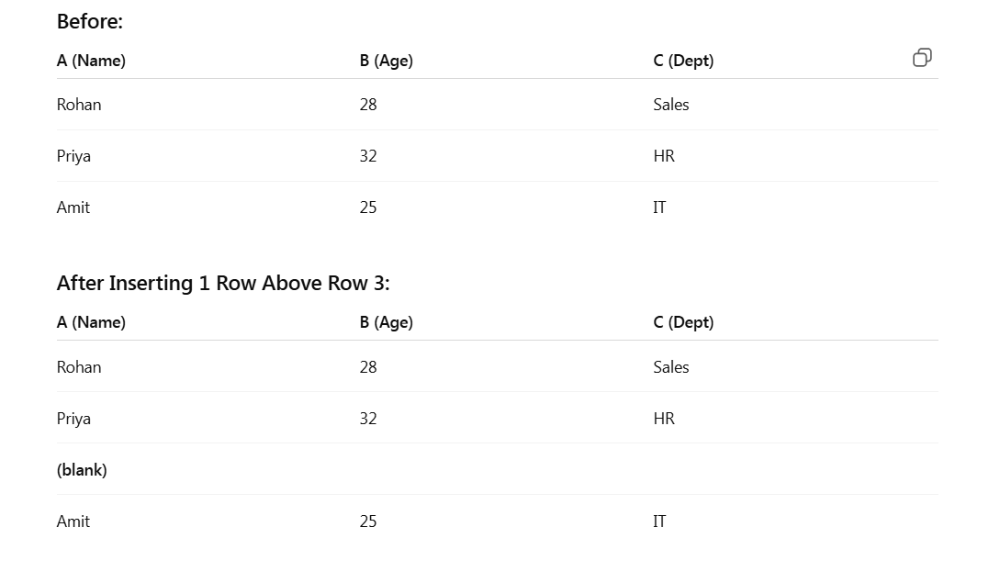 Before:
A (Name) B (Age) C (Dept)
Rohan 28 Sales
Priya 32 HR
Amit 25 IT
After Inserting 1 Row Above Row 3:
A (Name) B (Age) C (Dept)
Rohan 28 Sales
Priya 32 HR
(blank)
Amit 25 IT